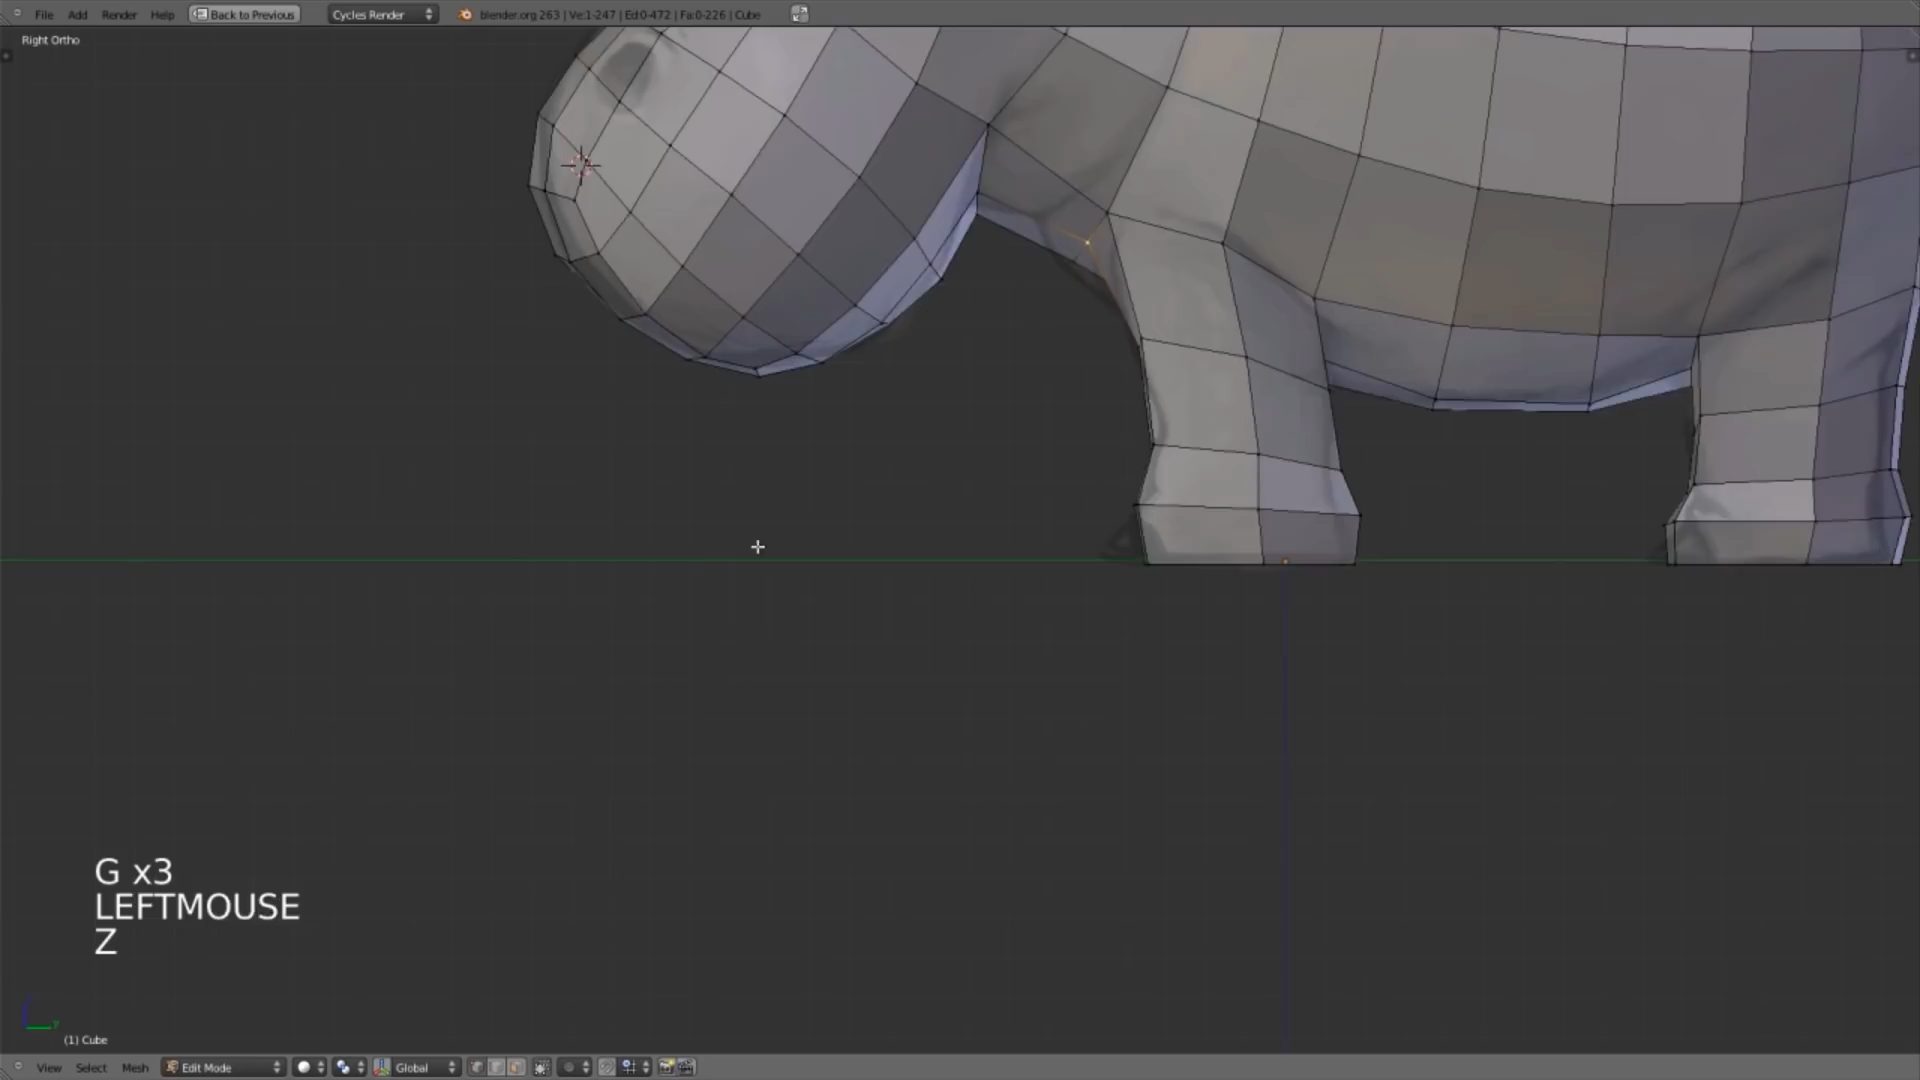 File Add Render Help Back to Previous Cycles Render blender.org 263 | Ve:1-247 | Ed:0-472 | Fa:0-226 | Cube
Right Ortho
G x3
LEFTMOUSE
Z
(1) Cube
View Select Mesh Edit Mode Global